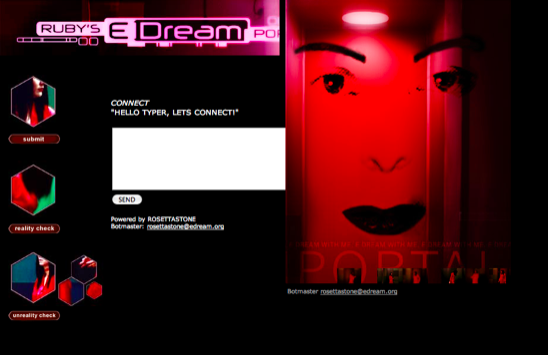 RUBY'S E Dream PO
CONNECT
"HELLO TYPER, LETS CONNECT!"
submit
SEND
reality check
Powered by ROSETTASTONE
Botmaster: rosettastone@edream.org
PORTAL
Botmaster rosettastone@edream.org
unreality check